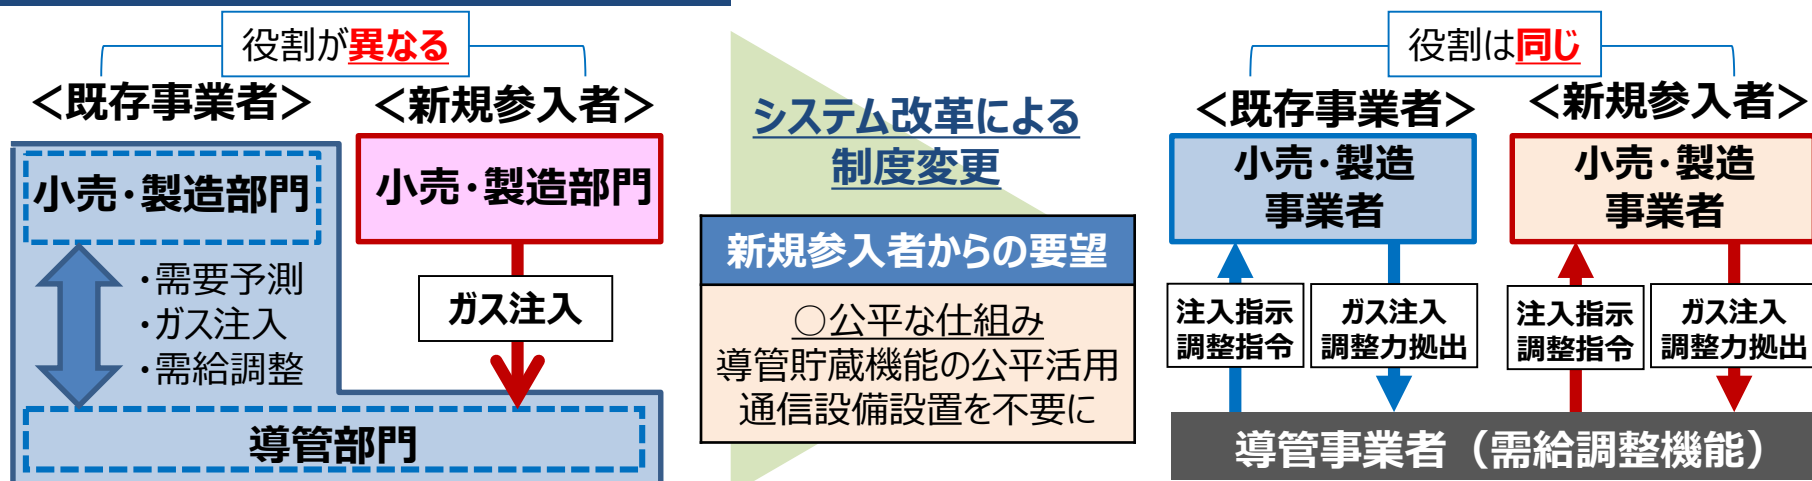 役割が異なる
＜既存事業者＞
＜新規参入者＞
小売・製造部門
・需要予測
・ガス注入
・需給調整
小売・製造部門
ガス注入
導管部門
システム改革による
制度変更
新規参入者からの要望
○公平な仕組み
導管貯蔵機能の公平活用
通信設備設置を不要に
役割は同じ
＜既存事業者＞
＜新規参入者＞
小売・製造
事業者
小売・製造
事業者
注入指示
調整指令
ガス注入
調整力拠出
注入指示
調整指令
ガス注入
調整力拠出
導管事業者（需給調整機能）